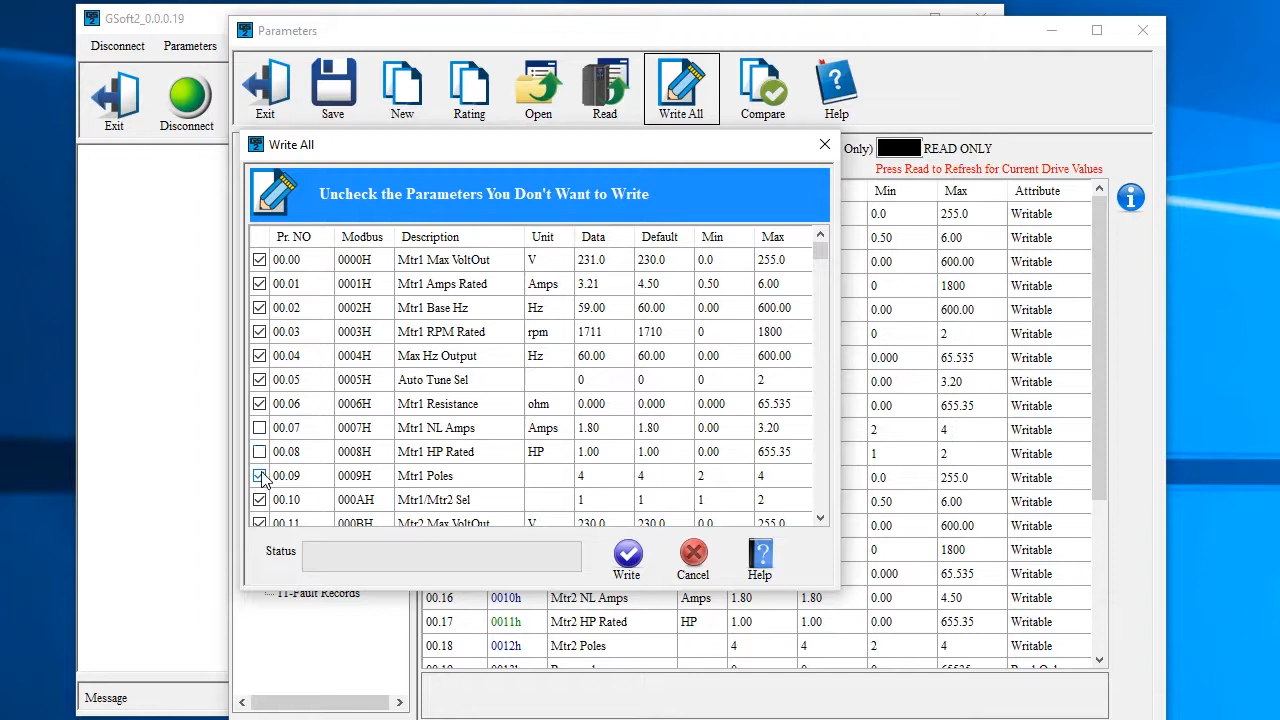 GSoft2_0.0.0.19
Disconnect Parameters
Exit Disconnect
Message
Parameters
Exit Save New Rating Open Read Write All Compare Help
Only) READ ONLY
Press Read to Refresh for Current Drive Values
Write All
Uncheck the Parameters You Don't Want to Write
Pr. NO Modbus Description Unit Data Default Min Max
00.00 0000H Mtr1 Max VoltOut V 231.0 230.0 0.0 255.0
00.01 0001H Mtr1 Amps Rated Amps 3.21 4.50 0.50 6.00
00.02 0002H Mtr1 Base Hz Hz 59.00 60.00 0.00 600.00
00.03 0003H Mtr1 RPM Rated rpm 1711 1710 0 1800
00.04 0004H Max Hz Output Hz 60.00 60.00 0.00 600.00
00.05 0005H Auto Tune Sel 0 0 0 2
00.06 0006H Mtr1 Resistance ohm 0.000 0.000 0.000 65.535
00.07 0007H Mtr1 NL Amps Amps 1.80 1.80 0.00 3.20
00.08 0008H Mtr1 HP Rated HP 1.00 1.00 0.00 655.35
00.09 0009H Mtr1 Poles 4 4 2 4
00.10 000AH Mtr1/Mtr2 Sel 1 1 1 2
00.11 000BH Mtr2 Max VoltOut V 230.0 230.0 0.0 255.0
Status
Write Cancel Help
Min Max Attribute
0.0 255.0 Writable
0.50 6.00 Writable
0.00 600.00 Writable
0 1800 Writable
0.00 600.00 Writable
0 2 Writable
0.000 65.535 Writable
0.00 3.20 Writable
0.00 655.35 Writable
2 4 Writable
1 2 Writable
0.0 255.0 Writable
0.50 6.00 Writable
0.00 600.00 Writable
0 1800 Writable
0.000 65.535 Writable
11-Fault Records
00.16 0010h Mtr2 NL Amps Amps 1.80 1.80 0.00 4.50 Writable
00.17 0011h Mtr2 HP Rated HP 1.00 1.00 0.00 655.35 Writable
00.18 0012h Mtr2 Poles 4 4 2 4 Writable